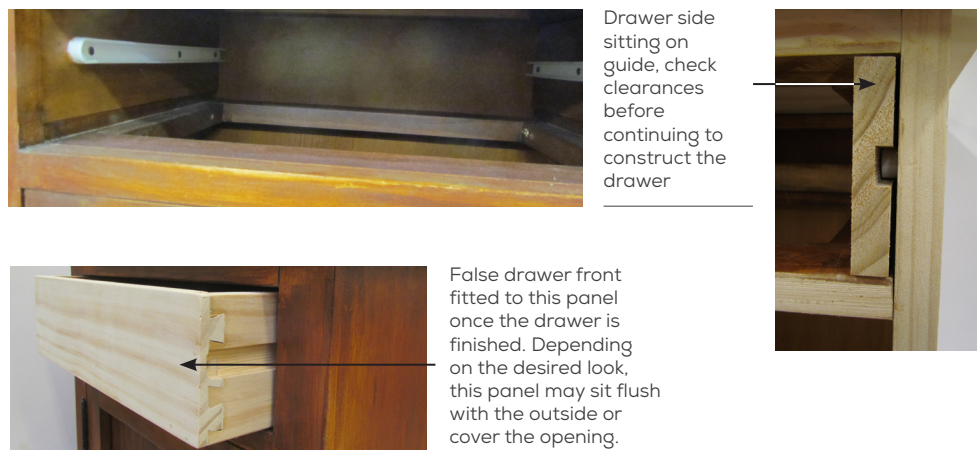 Drawer side
sitting on
guide, check
clearances
before
continuing to
construct the
drawer
False drawer front
fitted to this panel
once the drawer is
finished. Depending
on the desired look,
this panel may sit flush
with the outside or
cover the opening.